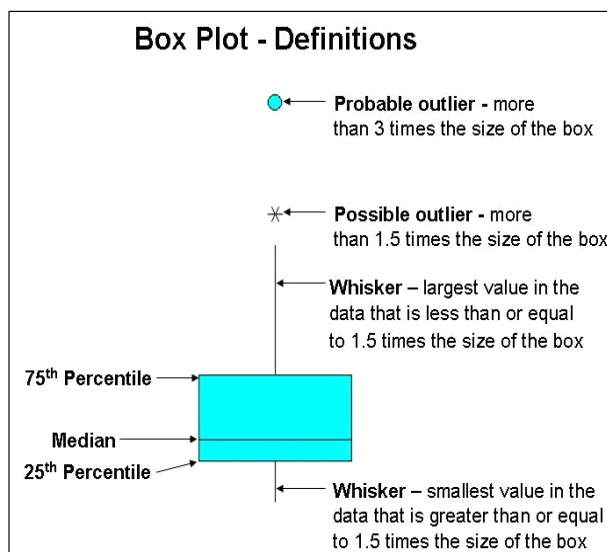 Box Plot - Definitions
Probable outlier - more
than 3 times the size of the box
Possible outlier - more
than 1.5 times the size of the box
Whisker – largest value in the
data that is less than or equal
to 1.5 times the size of the box
75th Percentile
Median
25th Percentile
Whisker – smallest value in the
data that is greater than or equal
to 1.5 times the size of the box